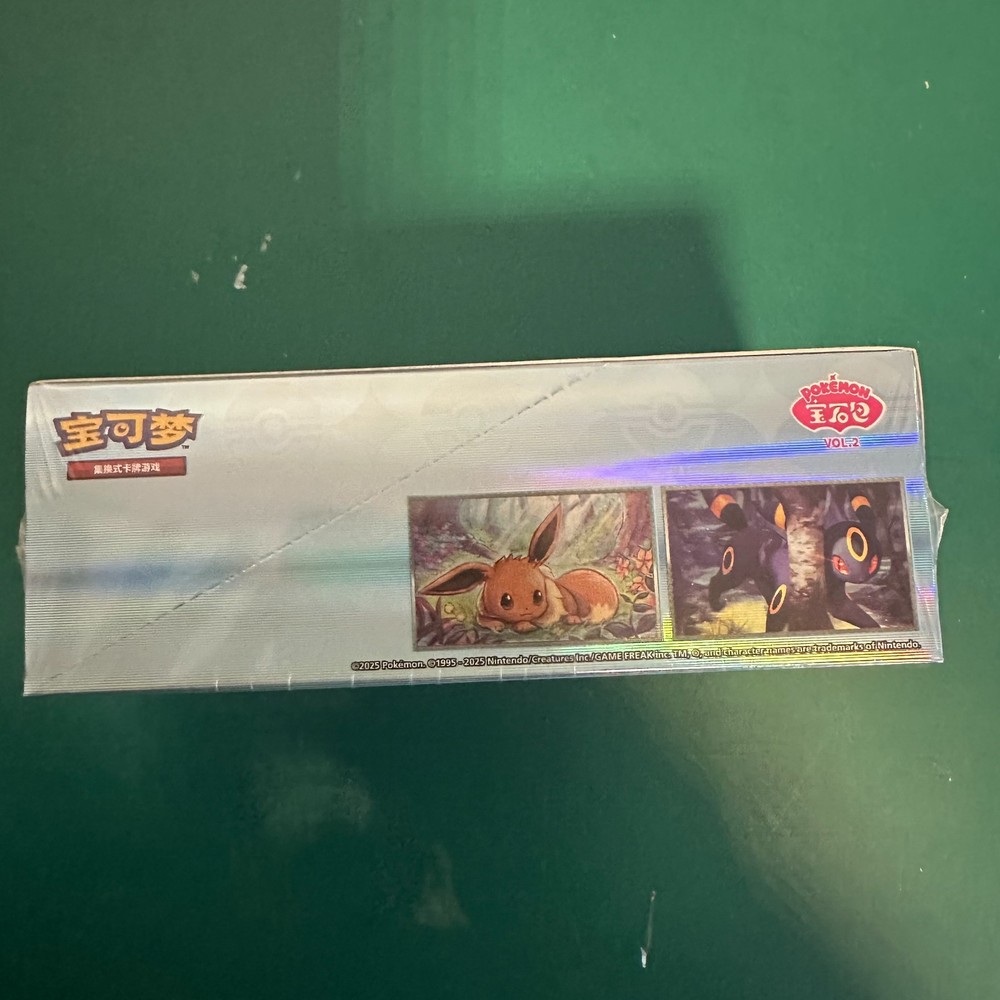 宝可梦
TM
集换式卡牌游戏
POKÉMON
宝石包
VOL.2
©2025 Pokémon. ©1995 - 2025 Nintendo/Creatures Inc./GAME FREAK inc. TM, ®, and character names are trademarks of Nintendo.